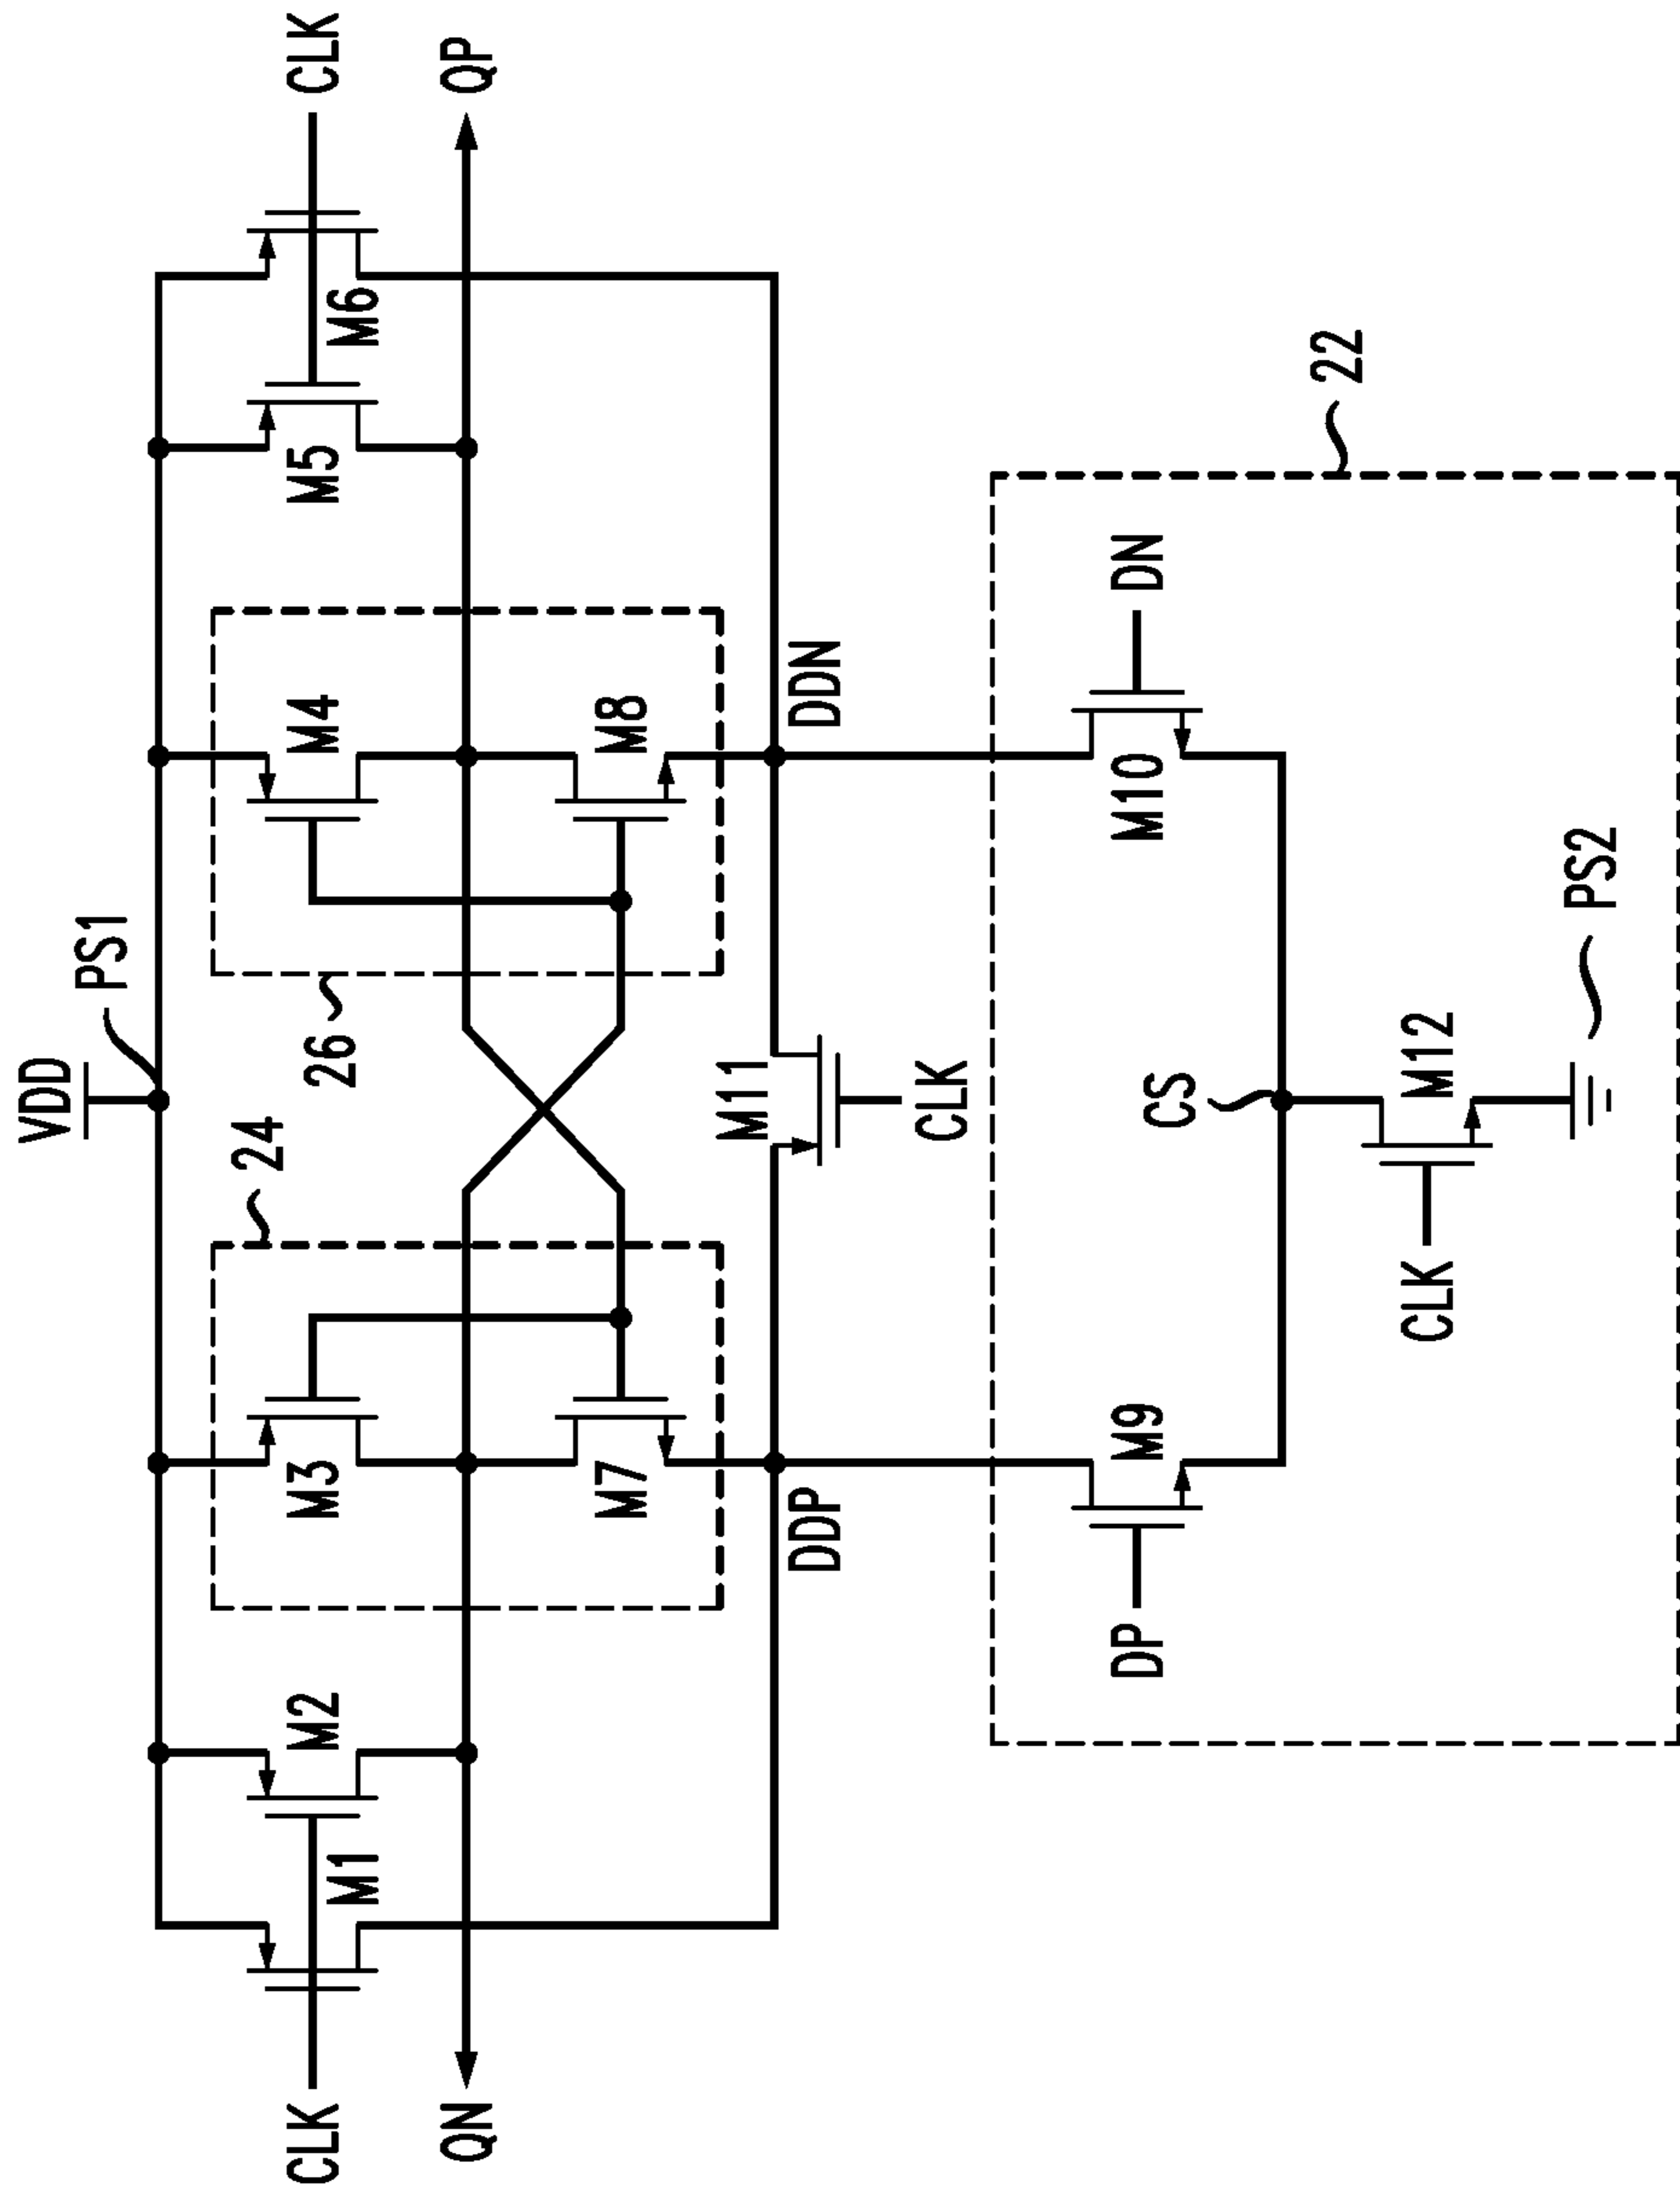 VDD
PS1
24
26
CLK
M1
M2
M3
M4
M5
M6
CLK
QN
QP
M7
M8
M11
DDP
DDN
CLK
22
DP
M9
M10
DN
CS
CLK
M12
PS2